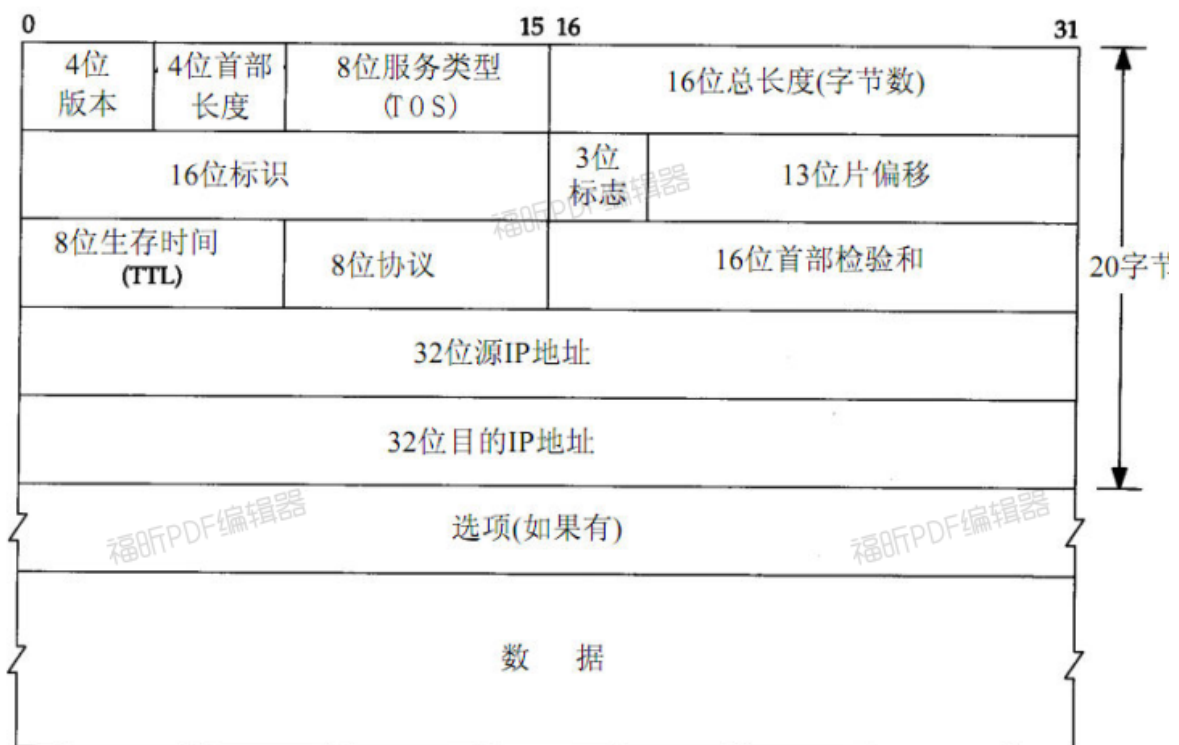 0 15 16 31
4位
版本
4位首部
长度
8位服务类型
(TOS)
16位总长度(字节数)
16位标识
3位
标志
13位片偏移
8位生存时间
(TTL)
8位协议
16位首部检验和
20字节
32位源IP地址
32位目的IP地址
选项(如果有)
数 据
福昕PDF编辑器
福昕PDF编辑器
福昕PDF编辑器